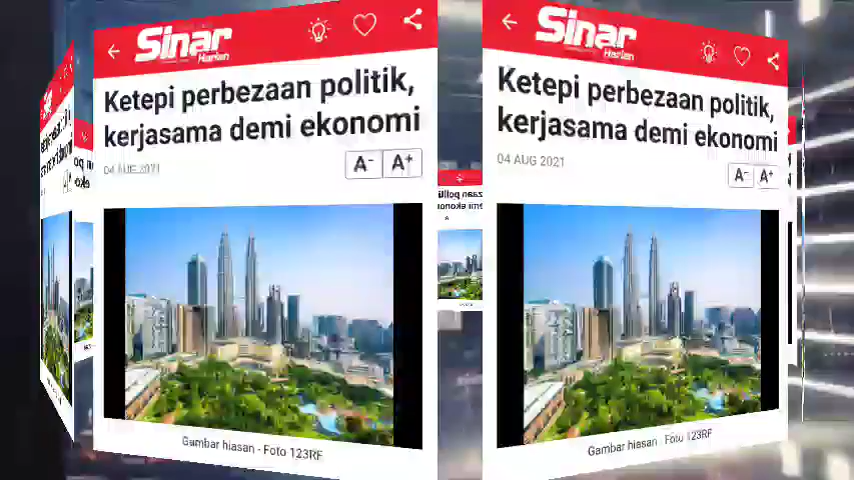 Sinar
Harian
Ketepi perbezaan politik,
kerjasama demi ekonomi
04 AUG 2021
A- A+
Gambar hiasan - Foto 123RF
Sinar
Harian
Ketepi perbezaan politik,
kerjasama demi ekonomi
04 AUG 2021
A- A+
Gambar hiasan - Foto 123RF